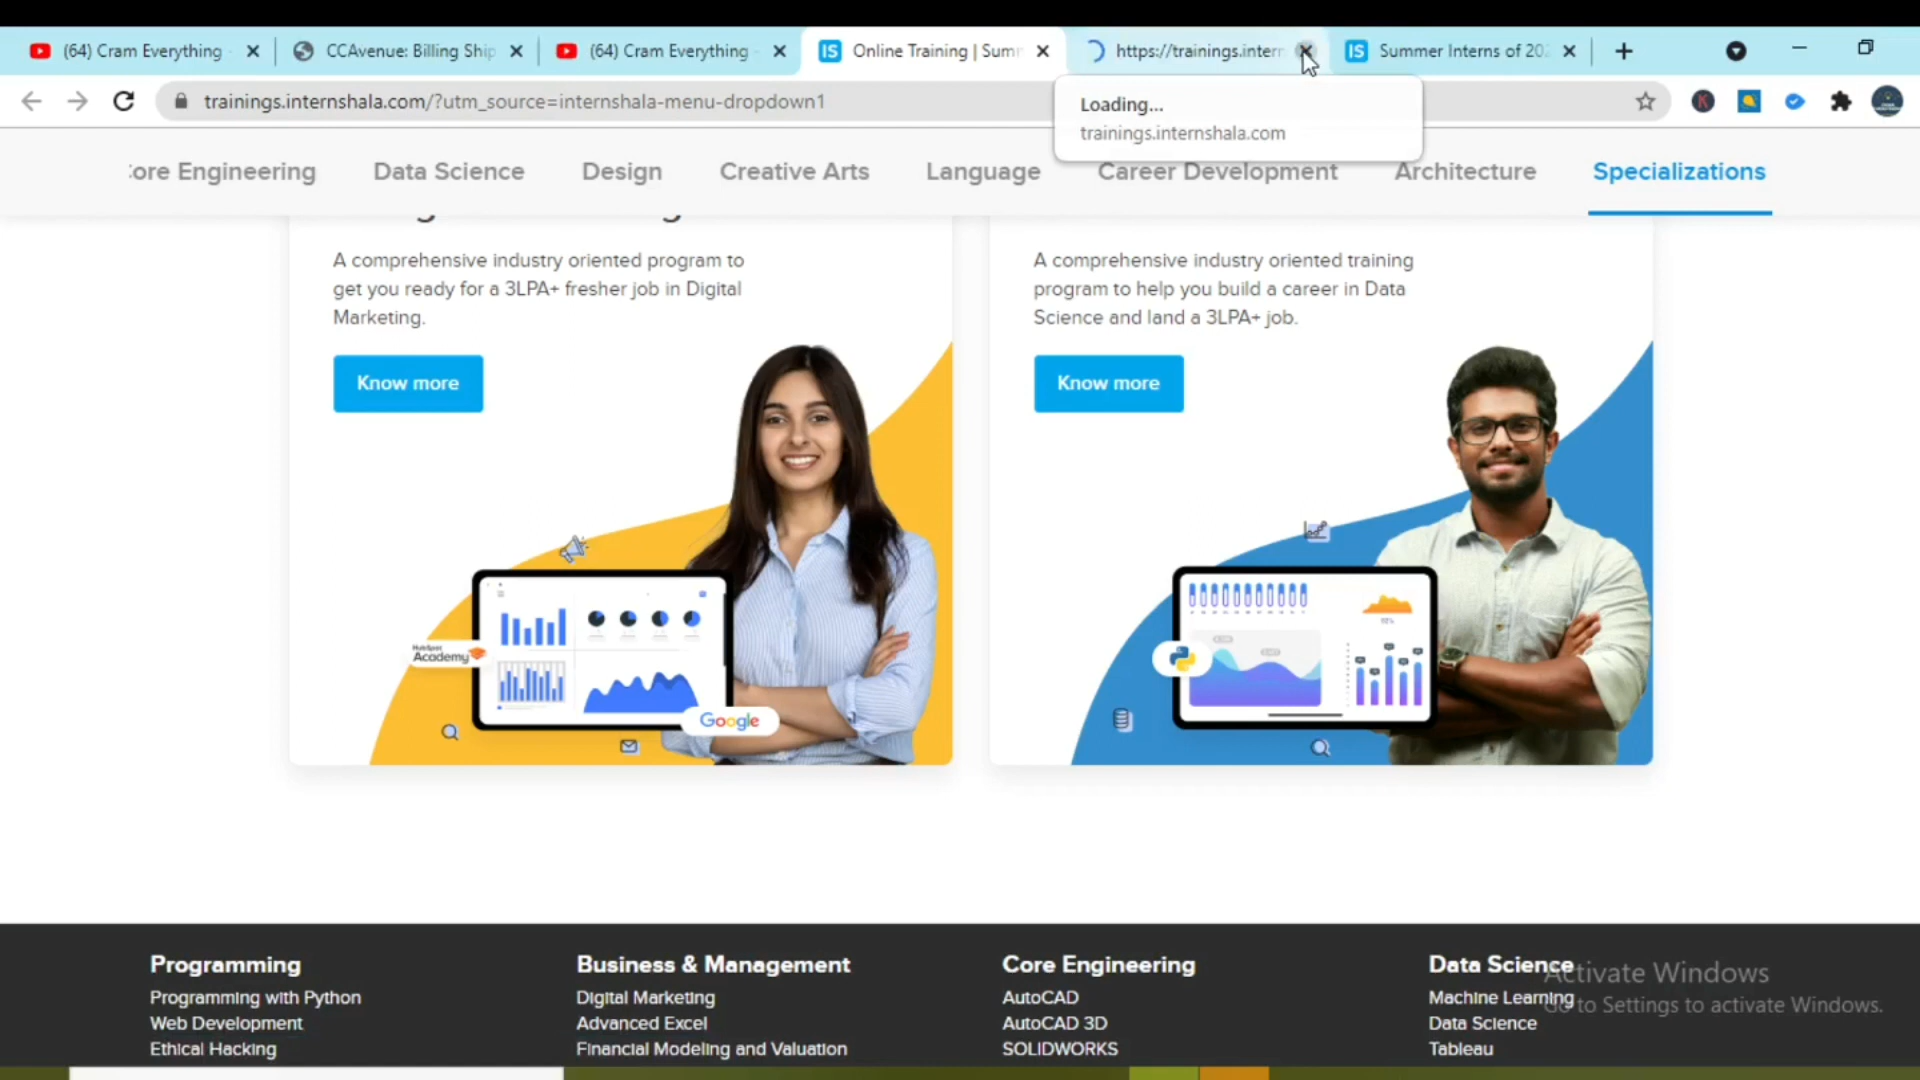 (64) Cram Everything
CCAvenue: Billing Ship
(64) Cram Everything
IS Online Training | Summ
https://trainings.intern
IS Summer Interns of 202
trainings.internshala.com/?utm_source=internshala-menu-dropdown1
Loading...
trainings.internshala.com
Core Engineering
Data Science
Design
Creative Arts
Language
Career Development
Architecture
Specializations
A comprehensive industry oriented program to
get you ready for a 3LPA+ fresher job in Digital
Marketing.
Know more
HubSpot
Academy
Google
A comprehensive industry oriented training
program to help you build a career in Data
Science and land a 3LPA+ job.
Know more
Programming
Programming with Python
Web Development
Ethical Hacking
Business & Management
Digital Marketing
Advanced Excel
Financial Modeling and Valuation
Core Engineering
AutoCAD
AutoCAD 3D
SOLIDWORKS
Data Science
Machine Learning
Data Science
Tableau
Activate Windows
Go to Settings to activate Windows.